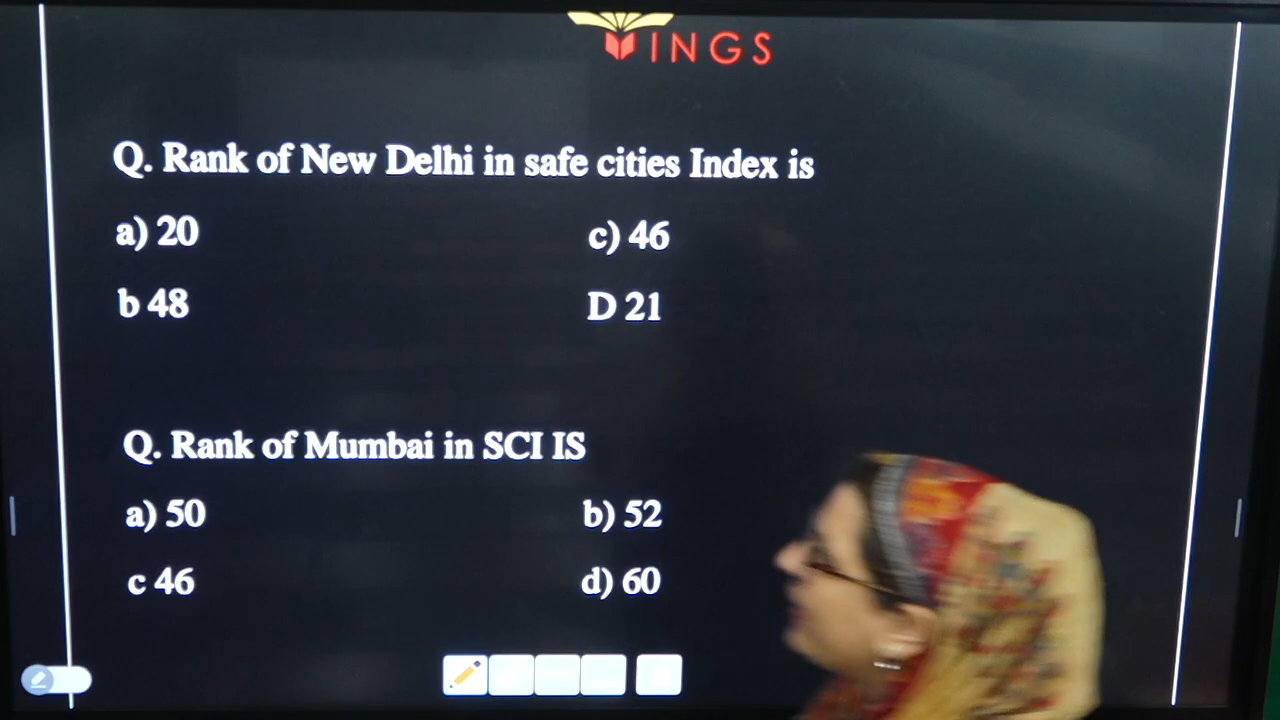 WINGS
Q. Rank of New Delhi in safe cities Index is
a) 20 c) 46
b 48 D 21
Q. Rank of Mumbai in SCI IS
a) 50 b) 52
c 46 d) 60